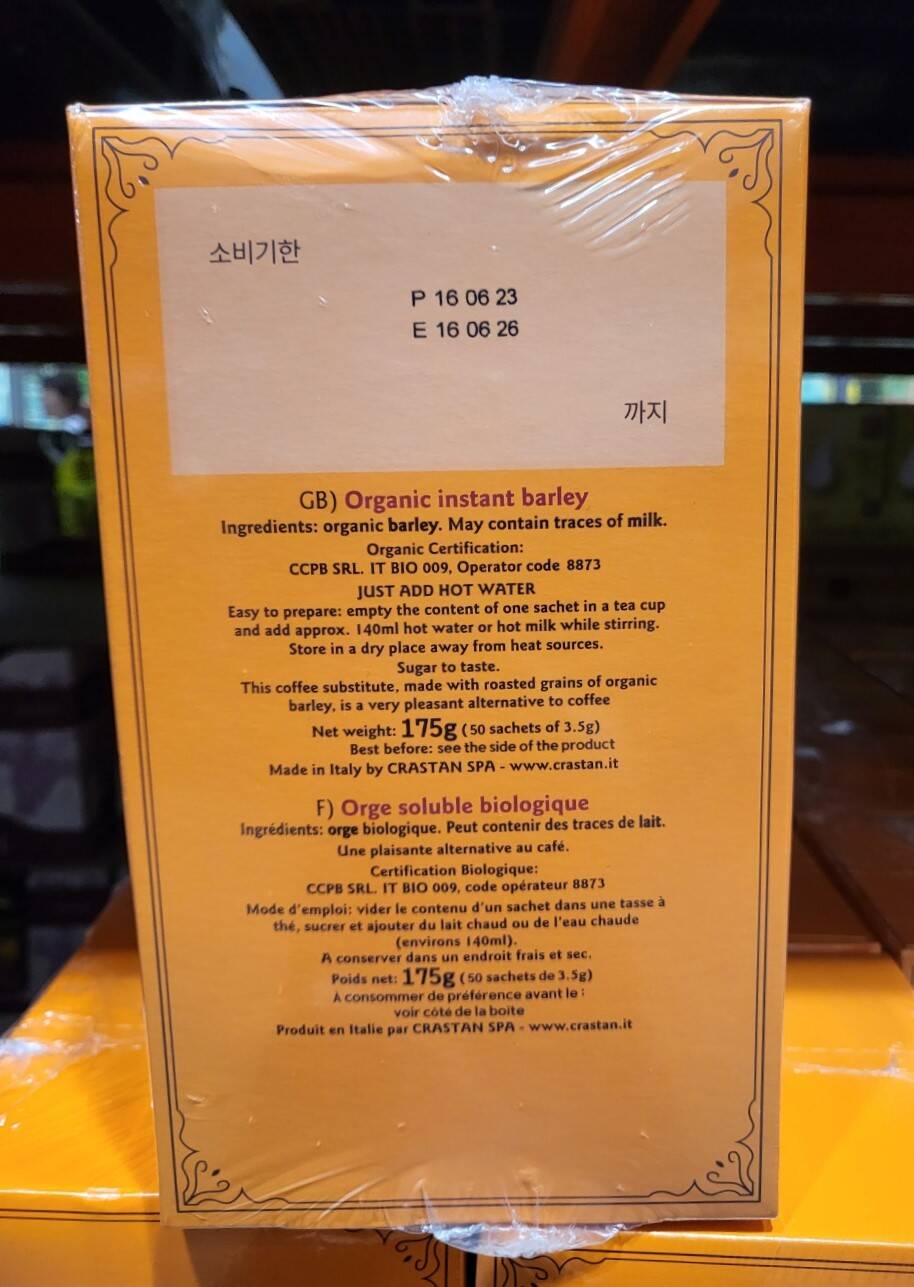 소비기한
P 16 06 23
E 16 06 26
까지
GB) Organic instant barley
Ingredients: organic barley. May contain traces of milk.
Organic Certification:
CCPB SRL. IT BIO 009, Operator code 8873
JUST ADD HOT WATER
Easy to prepare: empty the content of one sachet in a tea cup
and add approx. 140ml hot water or hot milk while stirring.
Store in a dry place away from heat sources.
Sugar to taste.
This coffee substitute, made with roasted grains of organic
barley, is a very pleasant alternative to coffee
Net weight: 175g (50 sachets of 3.5g)
Best before: see the side of the product
Made in Italy by CRASTAN SPA - www.crastan.it
F) Orge soluble biologique
Ingrédients: orge biologique. Peut contenir des traces de lait.
Une plaisante alternative au café.
Certification Biologique:
CCPB SRL. IT BIO 009, code opérateur 8873
Mode d'emploi: vider le contenu d'un sachet dans une tasse à
thé, sucrer et ajouter du lait chaud ou de l'eau chaude
(environs 140ml).
A conserver dans un endroit frais et sec.
Poids net: 175g (50 sachets de 3.5g)
À consommer de préférence avant le :
voir côté de la boîte
Produit en Italie par CRASTAN SPA - www.crastan.it